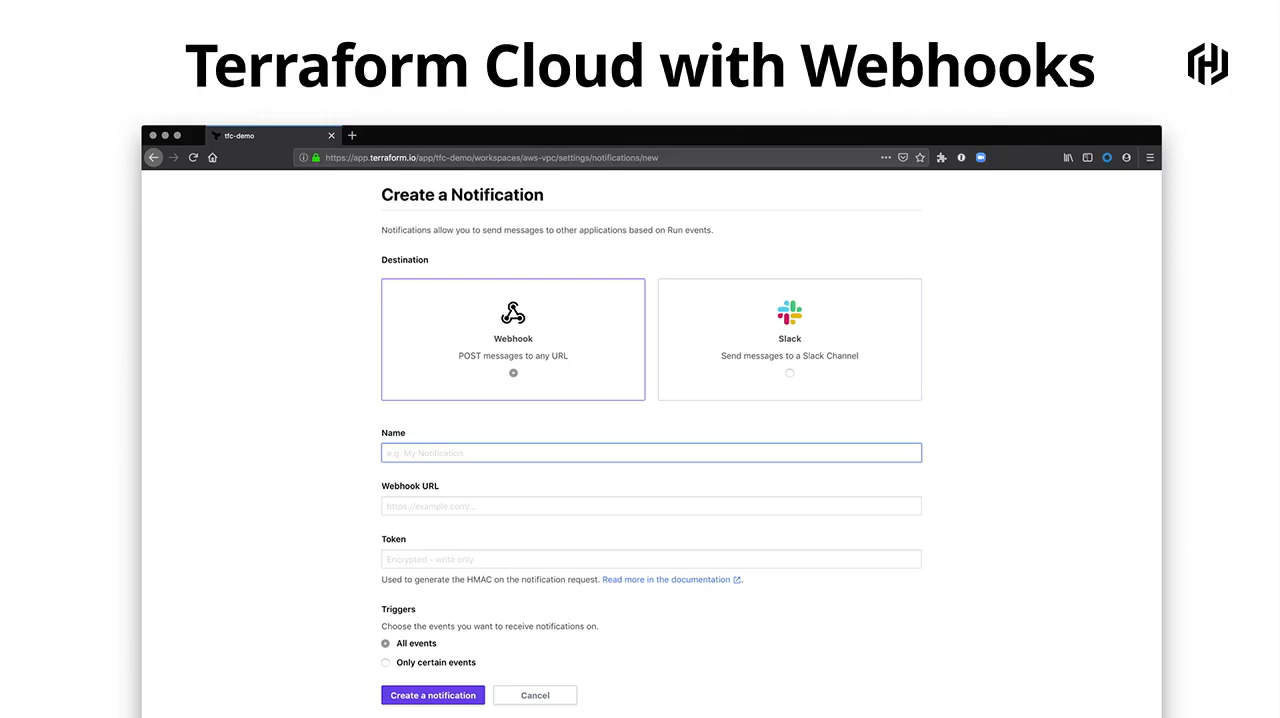 Terraform Cloud with Webhooks
tfc-demo
https://app.terraform.io/app/tfc-demo/workspaces/aws-vpc/settings/notifications/new
Create a Notification
Notifications allow you to send messages to other applications based on Run events.
Destination
Webhook
POST messages to any URL
Slack
Send messages to a Slack Channel
Name
e.g. My Notification
Webhook URL
https://example.com/...
Token
Encrypted - write only
Used to generate the HMAC on the notification request. Read more in the documentation.
Triggers
Choose the events you want to receive notifications on.
All events
Only certain events
Create a notification
Cancel